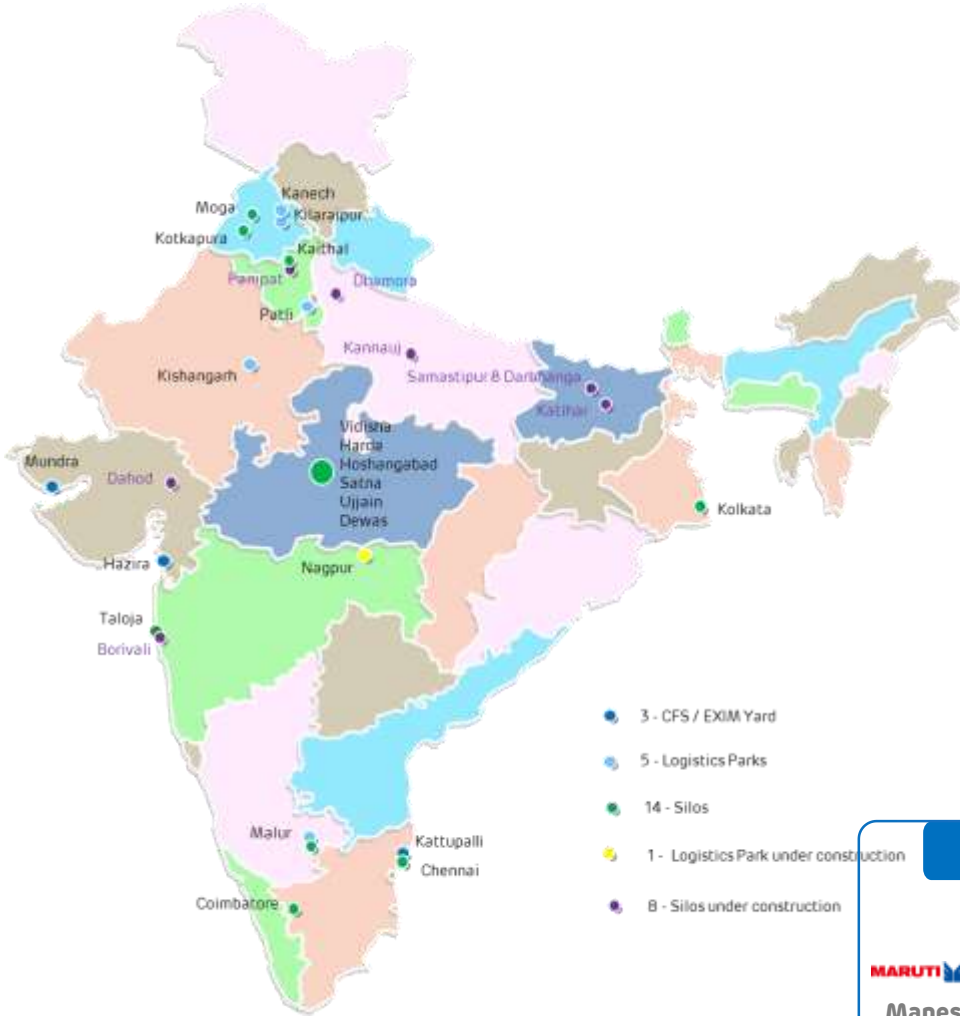 Kanech
Moga
Kilaraipur
Kotkapura
Kaithal
Panipat
Dhamora
Patli
Kannauj
Kishangarh
Samastipur & Darbhanga
Katihar
Vidisha
Harda
Mundra
Hoshangabad
Dahod
Satna
Ujjain
Dewas
Kolkata
Hazira
Nagpur
Taloja
Borivali
3 - CFS / EXIM Yard
5 - Logistics Parks
14 - Silos
Malur
Kattupalli
1 - Logistics Park under construction
Chennai
Coimbatore
8 - Silos under construction
MARUTI